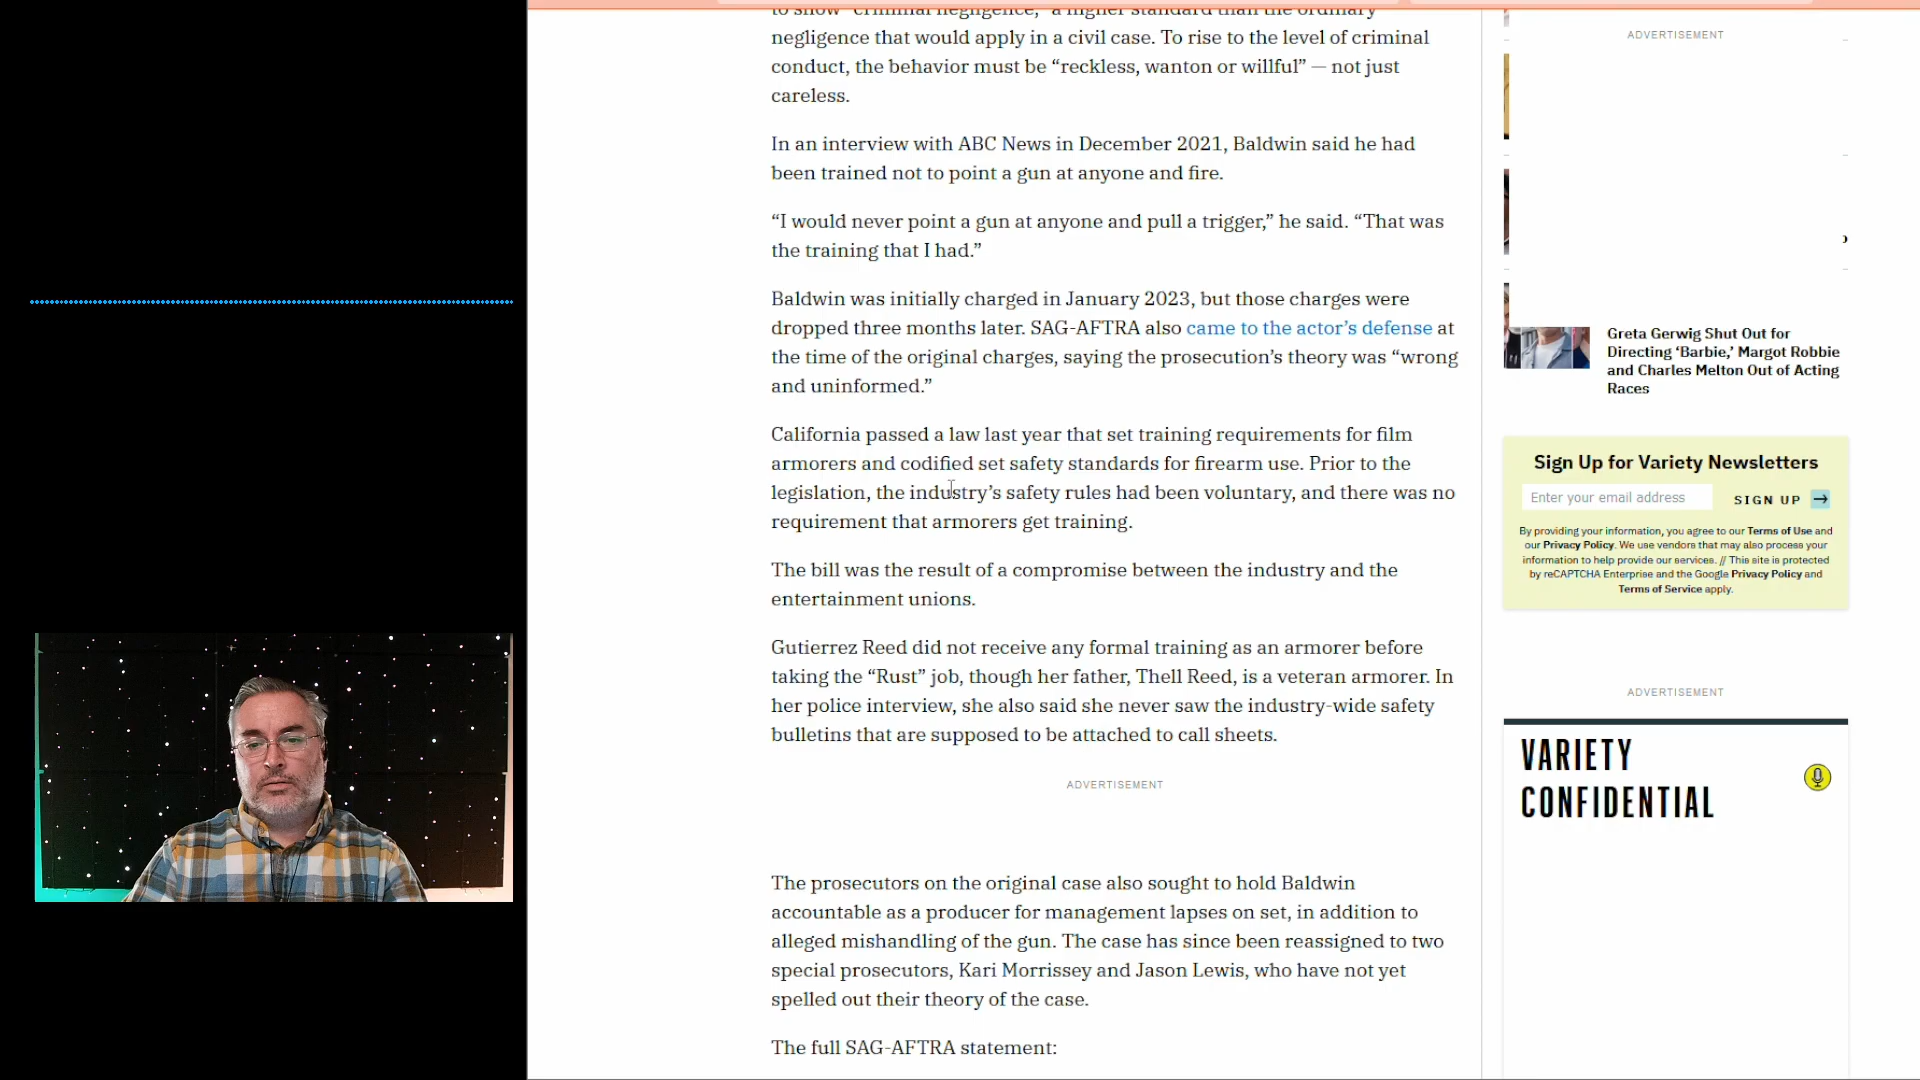 to show "criminal negligence," a higher standard than the ordinary
negligence that would apply in a civil case. To rise to the level of criminal
conduct, the behavior must be “reckless, wanton or willful” — not just
careless.
In an interview with ABC News in December 2021, Baldwin said he had
been trained not to point a gun at anyone and fire.
“I would never point a gun at anyone and pull a trigger,” he said. “That was
the training that I had.”
Baldwin was initially charged in January 2023, but those charges were
dropped three months later. SAG-AFTRA also came to the actor’s defense at
the time of the original charges, saying the prosecution’s theory was “wrong
and uninformed.”
California passed a law last year that set training requirements for film
armorers and codified set safety standards for firearm use. Prior to the
legislation, the industry’s safety rules had been voluntary, and there was no
requirement that armorers get training.
The bill was the result of a compromise between the industry and the
entertainment unions.
Gutierrez Reed did not receive any formal training as an armorer before
taking the “Rust” job, though her father, Thell Reed, is a veteran armorer. In
her police interview, she also said she never saw the industry-wide safety
bulletins that are supposed to be attached to call sheets.
ADVERTISEMENT
The prosecutors on the original case also sought to hold Baldwin
accountable as a producer for management lapses on set, in addition to
alleged mishandling of the gun. The case has since been reassigned to two
special prosecutors, Kari Morrissey and Jason Lewis, who have not yet
spelled out their theory of the case.
The full SAG-AFTRA statement:
ADVERTISEMENT
Greta Gerwig Shut Out for
Directing ‘Barbie,’ Margot Robbie
and Charles Melton Out of Acting
Races
Sign Up for Variety Newsletters
Enter your email address
SIGN UP →
By providing your information, you agree to our Terms of Use and
our Privacy Policy. We use vendors that may also process your
information to help provide our services. // This site is protected
by reCAPTCHA Enterprise and the Google Privacy Policy and
Terms of Service apply.
ADVERTISEMENT
VARIETY
CONFIDENTIAL